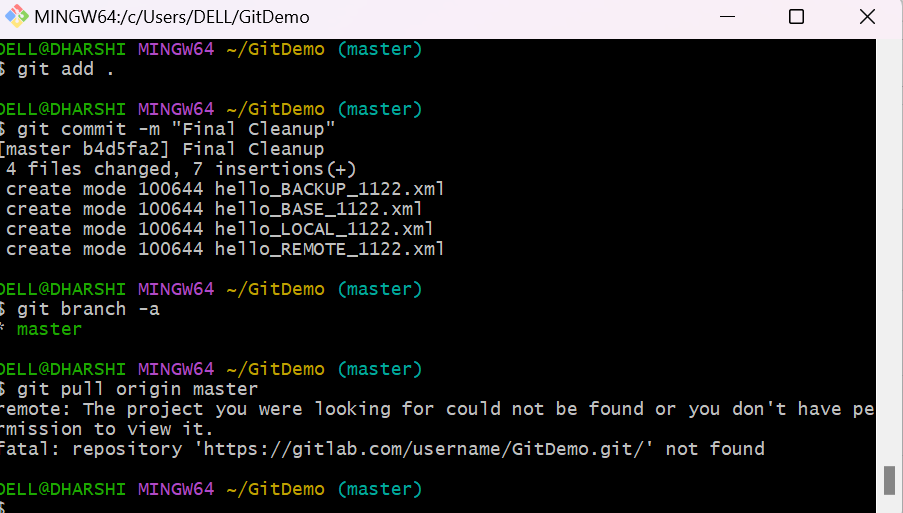 MINGW64:/c/Users/DELL/GitDemo
DELL@DHARSHI MINGW64 ~/GitDemo (master)
$ git add .
DELL@DHARSHI MINGW64 ~/GitDemo (master)
$ git commit -m "Final Cleanup"
[master b4d5fa2] Final Cleanup
4 files changed, 7 insertions(+)
create mode 100644 hello_BACKUP_1122.xml
create mode 100644 hello_BASE_1122.xml
create mode 100644 hello_LOCAL_1122.xml
create mode 100644 hello_REMOTE_1122.xml
DELL@DHARSHI MINGW64 ~/GitDemo (master)
$ git branch -a
* master
DELL@DHARSHI MINGW64 ~/GitDemo (master)
$ git pull origin master
remote: The project you were looking for could not be found or you don't have pe
rmission to view it.
fatal: repository 'https://gitlab.com/username/GitDemo.git/' not found
DELL@DHARSHI MINGW64 ~/GitDemo (master)
$